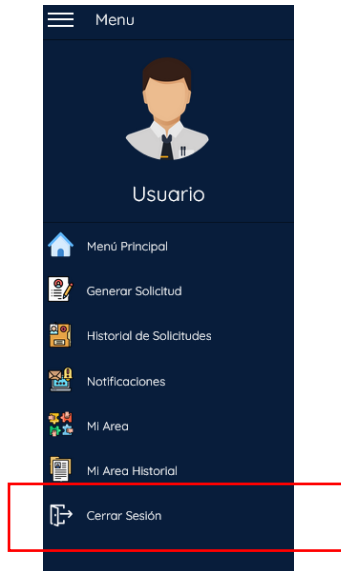 Menu
Usuario
Menú Principal
Generar Solicitud
Historial de Solicitudes
Notificaciones
Mi Area
Mi Area Historial
Cerrar Sesión